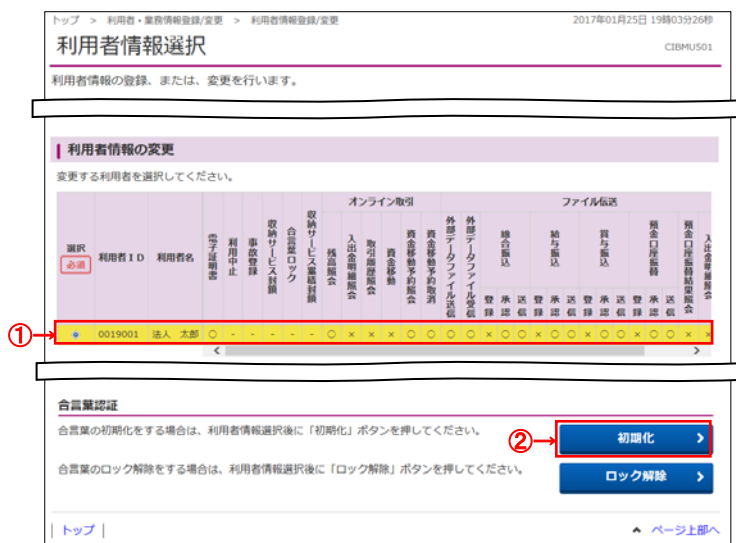 トップ > 利用者・業務情報登録/変更 > 利用者情報登録/変更
2017年01月25日 19時03分26秒
利用者情報選択
CIBMUS01
利用者情報の登録、または、変更を行います。
利用者情報の変更
変更する利用者を選択してください。
オンライン取引 ファイル伝送
選択 必須 利用者ID 利用者名 電子証明書 利用中止 事故登録 収納サービス封鎖 合言葉ロック 収納サービス業務封鎖 残高照会 入出金明細照会 取引履歴照会 資金移動 資金移動予約照会 資金移動予約取消 外部データファイル送信 外部データファイル受信 総合振込 給与振込 賞与振込 預金口座振替 預金口座振替結果照会 入出金明細照会
登録 承認 送信 登録 承認 送信 登録 承認 送信 登録 承認 送信
① 0019001 法人 太郎 ○ - - - - - ○ × × × ○ ○ ○ ○ × ○ ○ × ○ ○ × ○ ○ × ○ ○ × ×
合言葉認証
合言葉の初期化をする場合は、利用者情報選択後に「初期化」ボタンを押してください。
② 初期化 >
合言葉のロック解除をする場合は、利用者情報選択後に「ロック解除」ボタンを押してください。
ロック解除 >
| トップ |
ページ上部へ